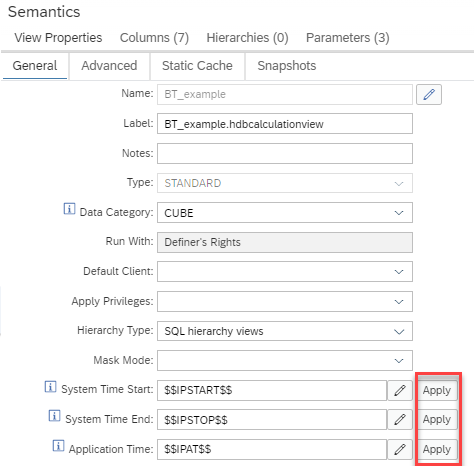 Semantics
View Properties Columns (7) Hierarchies (0) Parameters (3)
General Advanced Static Cache Snapshots
Name: BT_example
Label: BT_example.hdbcalculationview
Notes:
Type: STANDARD
Data Category: CUBE
Run With: Definer's Rights
Default Client:
Apply Privileges:
Hierarchy Type: SQL hierarchy views
Mask Mode:
System Time Start: $$IPSTART$$ Apply
System Time End: $$IPSTOP$$ Apply
Application Time: $$IPAT$$ Apply